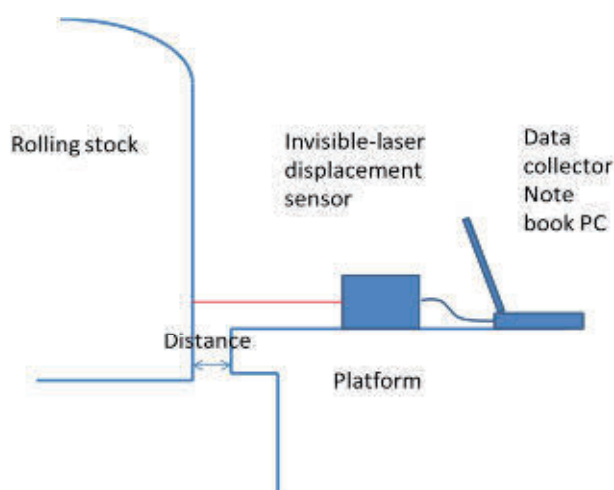 Rolling stock
Invisible-laser
displacement
sensor
Data
collector
Note
book PC
Distance
Platform